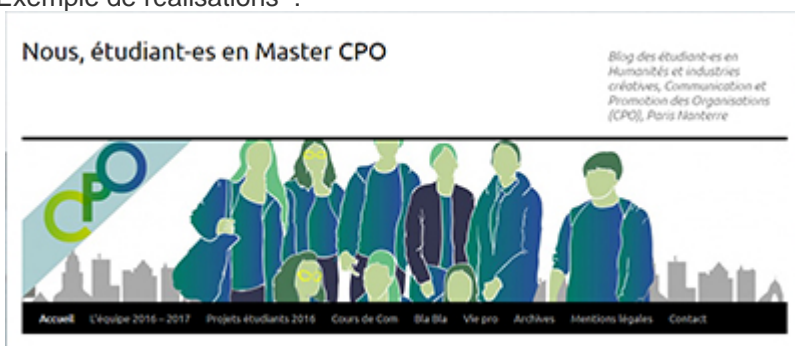 Exemple de réalisations :
Nous, étudiant-es en Master CPO
Blog des étudiant-es en
Humanités et industries
créatives, Communication et
Promotion des Organisations
(CPO), Paris Nanterre
CPO
Accueil L'équipe 2016 – 2017 Projets étudiants 2016 Cours de Com Bla Bla Vie pro Archives Mentions légales Contact